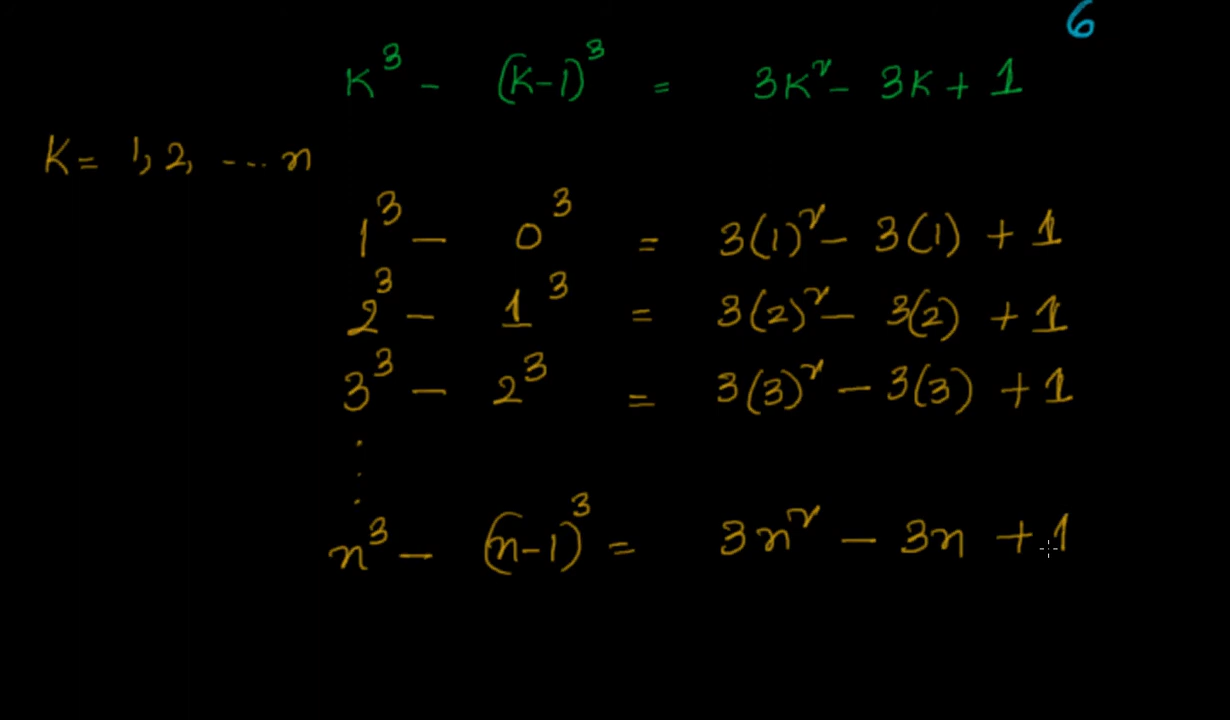 6
K³ - (K-1)³ = 3K² - 3K + 1
K = 1, 2, ... n
1³ - 0³ = 3(1)² - 3(1) + 1
2³ - 1³ = 3(2)² - 3(2) + 1
3³ - 2³ = 3(3)² - 3(3) + 1
.
.
.
n³ - (n-1)³ = 3n² - 3n + 1